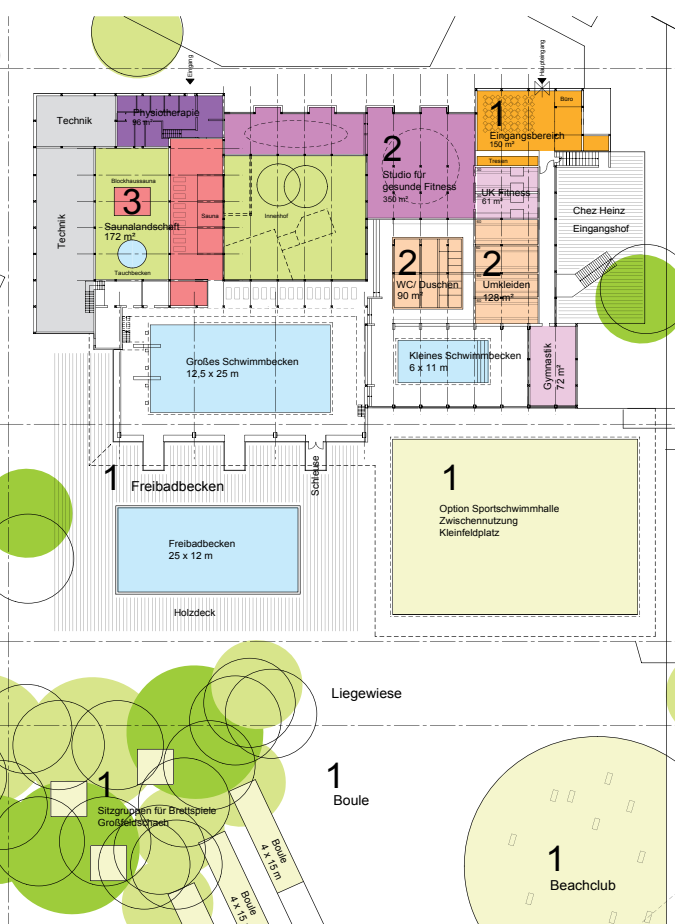 Eingang
Haupteingang
Technik
Physiotherapie
96 m²
1
Büro
Eingangsbereich
150 m²
2
Studio für
gesunde Fitness
350 m²
Tresen
UK Fitness
61 m²
Blockhaussauna
3
Saunalandschaft
172 m²
Tauchbecken
Sauna
Innenhof
Technik
Chez Heinz
Eingangshof
2
WC/ Duschen
90 m²
2
Umkleiden
128 m²
Großes Schwimmbecken
12,5 x 25 m
Kleines Schwimmbecken
6 x 11 m
Gymnastik
72 m²
1
Freibadbecken
Schleuse
1
Option Sportschwimmhalle
Zwischennutzung
Kleinfeldplatz
Freibadbecken
25 x 12 m
Holzdeck
Liegewiese
1
Boule
1
Sitzgruppen für Brettspiele
Großfeldschach
Boule
4 x 15 m
Boule
4 x 15
1
Beachclub